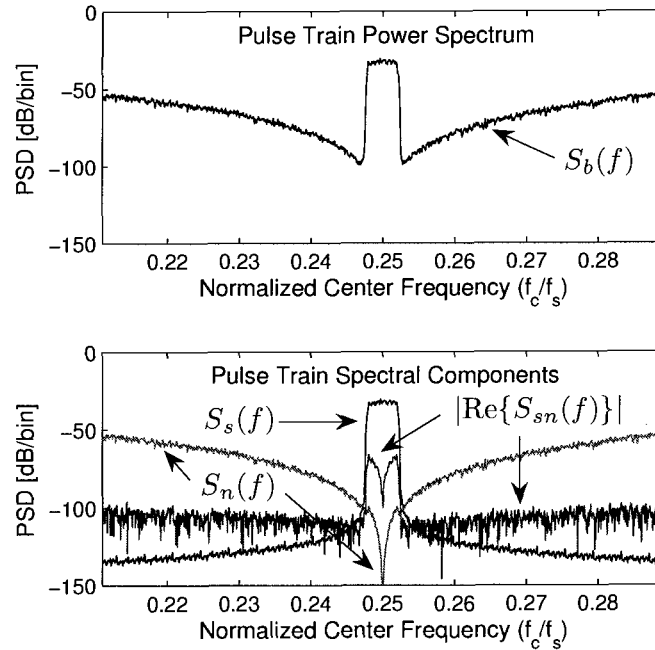 Pulse Train Power Spectrum
PSD [dB/bin]
0
−50
−100
−150
S_b(f)
0.22 0.23 0.24 0.25 0.26 0.27 0.28
Normalized Center Frequency (f_c/f_s)
Pulse Train Spectral Components
PSD [dB/bin]
0
−50
−100
−150
S_s(f)
|Re{S_{sn}(f)}|
S_n(f)
0.22 0.23 0.24 0.25 0.26 0.27 0.28
Normalized Center Frequency (f_c/f_s)